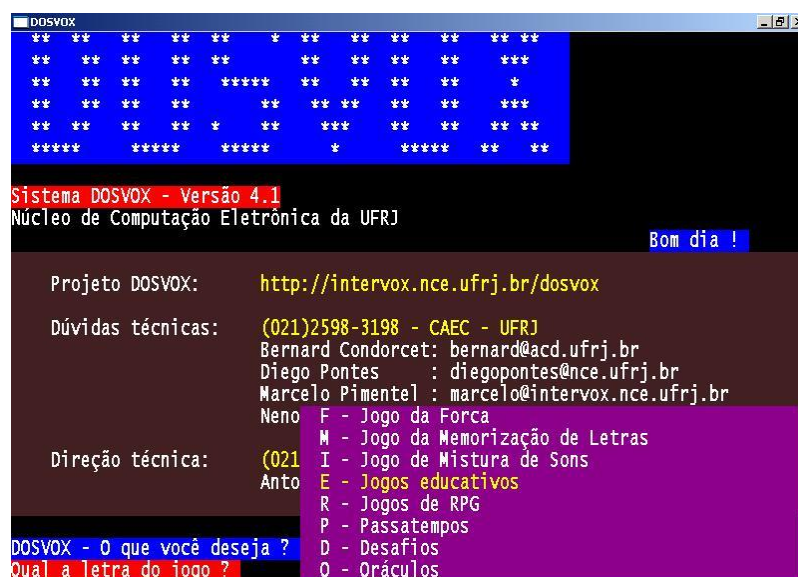 DOSVOX
Sistema DOSVOX - Versão 4.1
Núcleo de Computação Eletrônica da UFRJ
Bom dia !
Projeto DOSVOX: http://intervox.nce.ufrj.br/dosvox
Dúvidas técnicas: (021)2598-3198 - CAEC - UFRJ
Bernard Condorcet: bernard@acd.ufrj.br
Diego Pontes : diegopontes@nce.ufrj.br
Marcelo Pimentel : marcelo@intervox.nce.ufrj.br
Neno
F - Jogo da Forca
M - Jogo da Memorização de Letras
Direção técnica: (021
I - Jogo de Mistura de Sons
Anto
E - Jogos educativos
R - Jogos de RPG
P - Passatempos
DOSVOX - O que você deseja ?
D - Desafios
Qual a letra do jogo ?
O - Oráculos